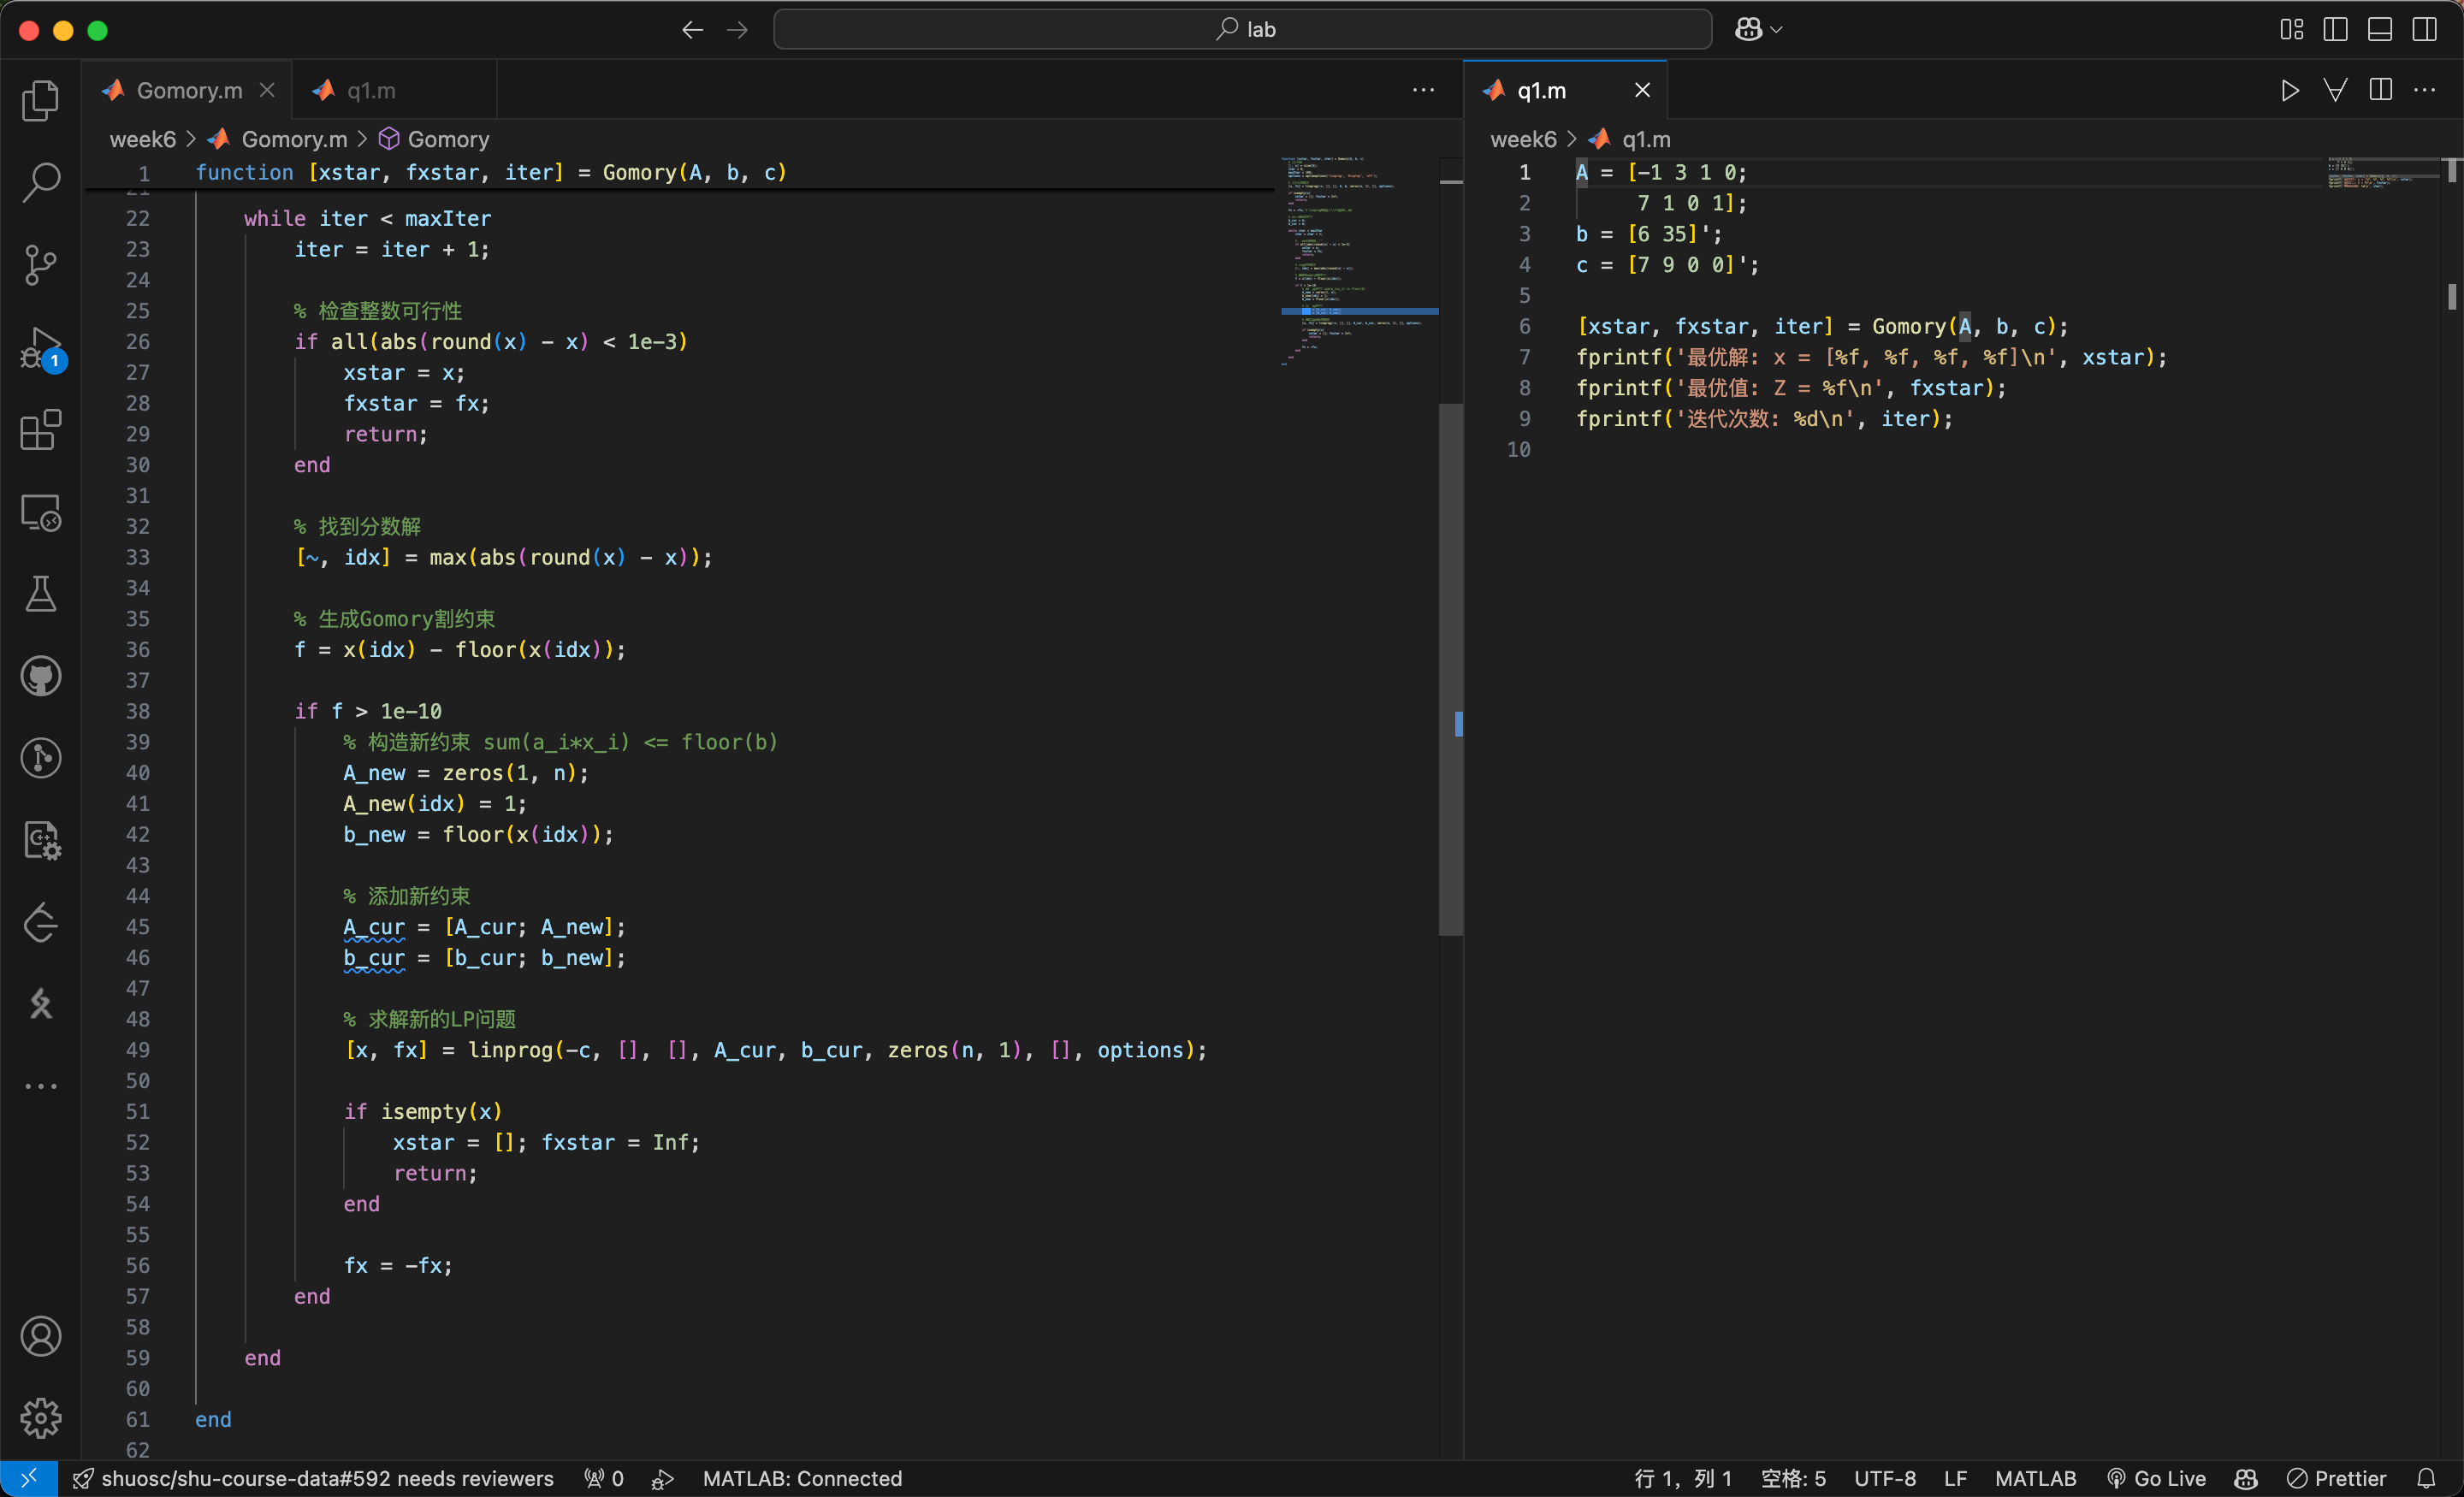 lab
Gomory.m
q1.m
week6 > Gomory.m > Gomory
1 function [xstar, fxstar, iter] = Gomory(A, b, c)
21
22 while iter < maxIter
23 iter = iter + 1;
24
25 % 检查整数可行性
26 if all(abs(round(x) - x) < 1e-3)
27 xstar = x;
28 fxstar = fx;
29 return;
30 end
31
32 % 找到分数解
33 [~, idx] = max(abs(round(x) - x));
34
35 % 生成Gomory割约束
36 f = x(idx) - floor(x(idx));
37
38 if f > 1e-10
39 % 构造新约束 sum(a_i*x_i) <= floor(b)
40 A_new = zeros(1, n);
41 A_new(idx) = 1;
42 b_new = floor(x(idx));
43
44 % 添加新约束
45 A_cur = [A_cur; A_new];
46 b_cur = [b_cur; b_new];
47
48 % 求解新的LP问题
49 [x, fx] = linprog(-c, [], [], A_cur, b_cur, zeros(n, 1), [], options);
50
51 if isempty(x)
52 xstar = []; fxstar = Inf;
53 return;
54 end
55
56 fx = -fx;
57 end
58
59 end
60
61 end
62
q1.m
week6 > q1.m
1 A = [-1 3 1 0;
2 7 1 0 1];
3 b = [6 35]';
4 c = [7 9 0 0]';
5
6 [xstar, fxstar, iter] = Gomory(A, b, c);
7 fprintf('最优解: x = [%f, %f, %f, %f]\n', xstar);
8 fprintf('最优值: Z = %f\n', fxstar);
9 fprintf('迭代次数: %d\n', iter);
10
1
shuosc/shu-course-data#592 needs reviewers 0 MATLAB: Connected 行 1，列 1 空格: 5 UTF-8 LF MATLAB Go Live Prettier